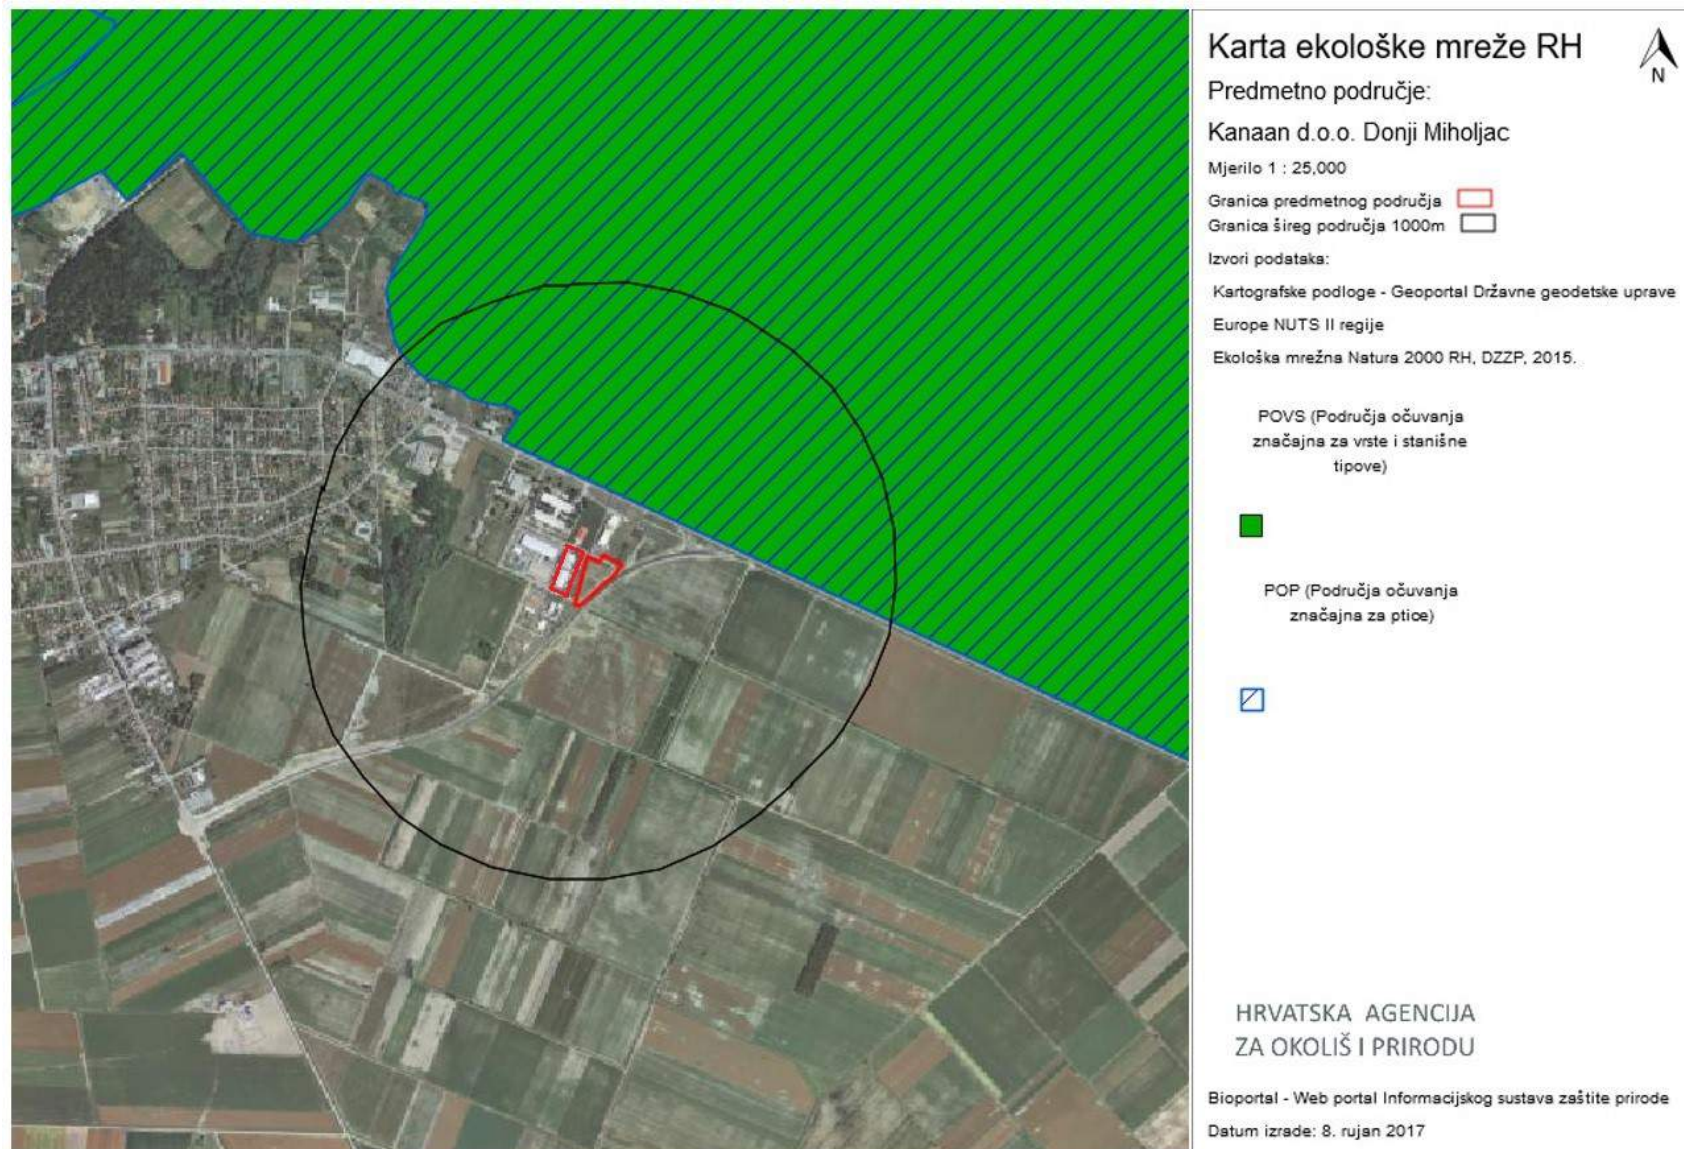 Karta ekološke mreže RH
N
Predmetno područje:
Kanaan d.o.o. Donji Miholjac
Mjerilo 1 : 25,000
Granica predmetnog područja
Granica šireg područja 1000m
Izvori podataka:
Kartografske podloge - Geoportal Državne geodetske uprave
Europe NUTS II regije
Ekološka mrežna Natura 2000 RH, DZZP, 2015.
POVS (Područja očuvanja
značajna za vrste i stanišne
tipove)
POP (Područja očuvanja
značajna za ptice)
HRVATSKA AGENCIJA
ZA OKOLIŠ I PRIRODU
Bioportal - Web portal Informacijskog sustava zaštite prirode
Datum izrade: 8. rujan 2017